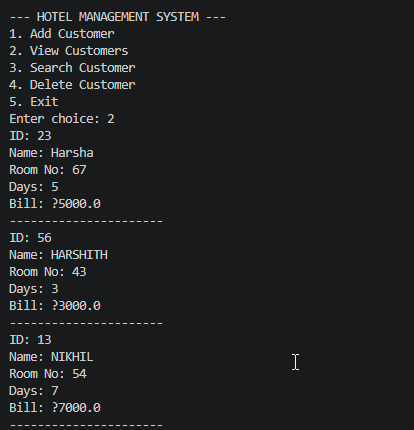 --- HOTEL MANAGEMENT SYSTEM ---
1. Add Customer
2. View Customers
3. Search Customer
4. Delete Customer
5. Exit
Enter choice: 2
ID: 23
Name: Harsha
Room No: 67
Days: 5
Bill: ?5000.0
----------------------
ID: 56
Name: HARSHITH
Room No: 43
Days: 3
Bill: ?3000.0
----------------------
ID: 13
Name: NIKHIL
Room No: 54
Days: 7
Bill: ?7000.0
----------------------